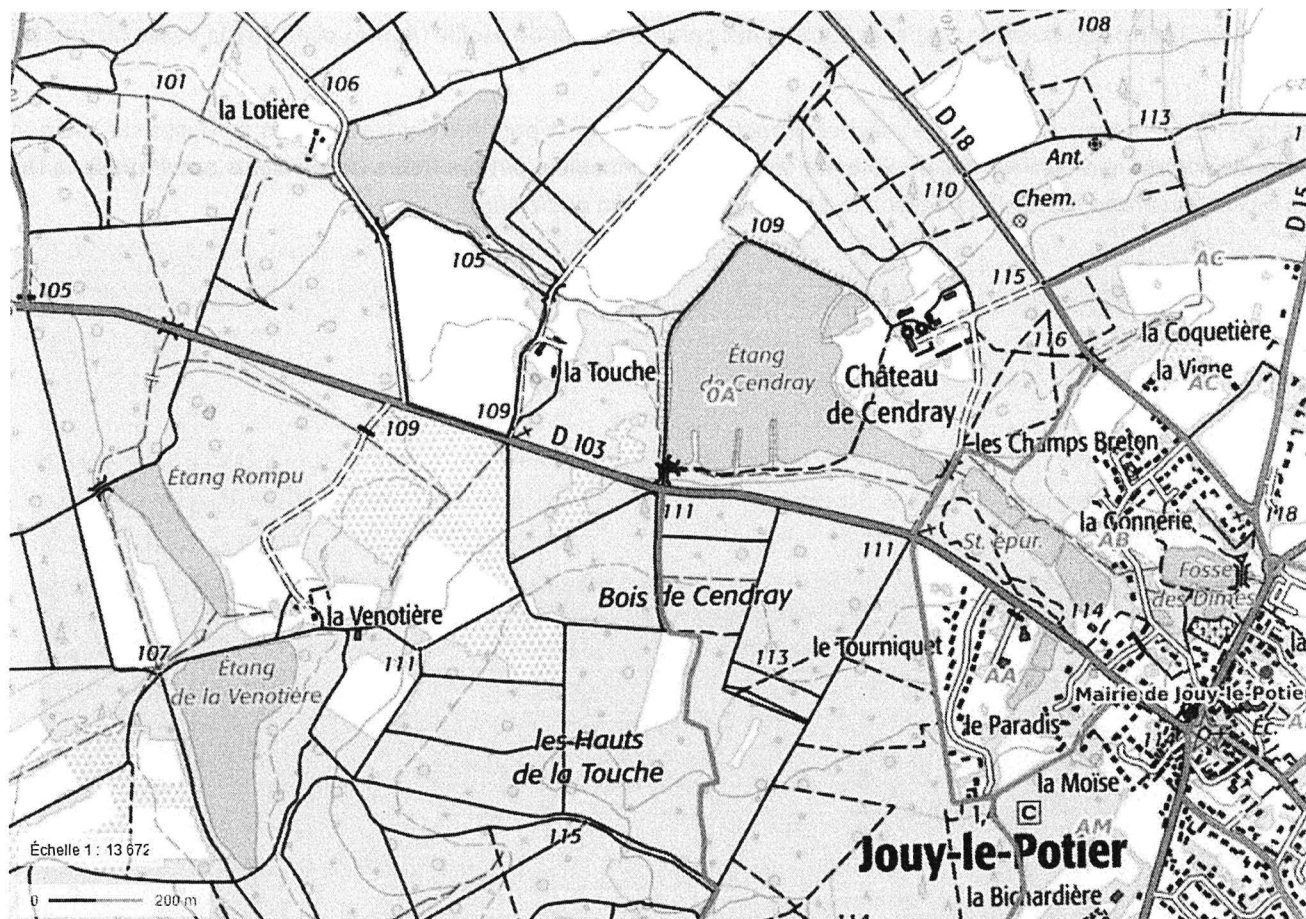 108
101
106
la Lotière
D 18
113
Ant.
110
Chem.
D 15
109
105
AC
115
105
116
la Coquetière
la Vigne
AC
Étang
de Cendray
0A
la Touche
Château
de Cendray
109
D 103
109
les Champs Breton
Étang Rompu
111
la Gonnerie
118
AB
111
St. épur.
Fosse
des Dîmes
Bois de Cendray
la Venotière
114
107
111
le Tourniquet
Étang
de la Venotière
113
AA
Mairie de Jouy-le-Potie
le Paradis
Éc.
les Hauts
de la Touche
la Moïse
C
115
AM
Échelle 1 : 13 672
Jouy-le-Potier
0 200 m
la Bichardière
114